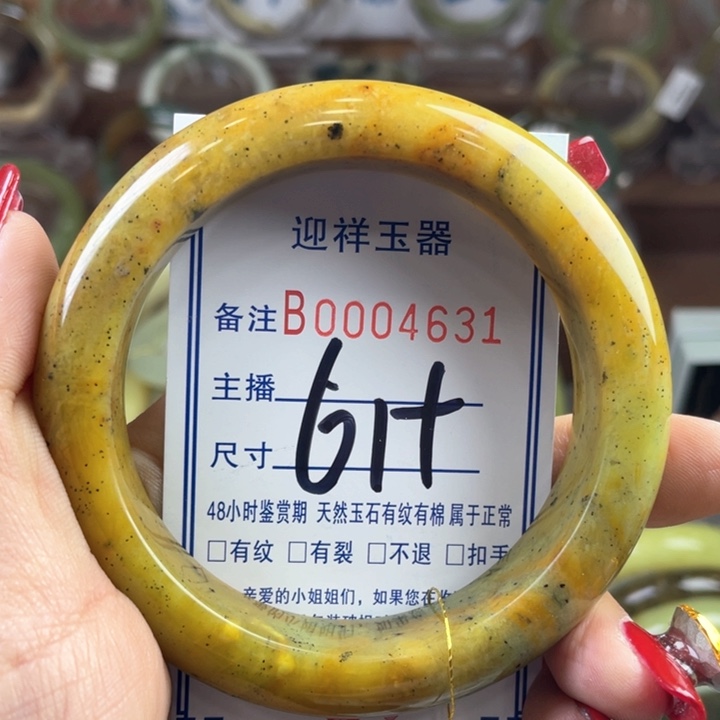 迎祥玉器
备注B0004631
主播
尺寸 61+
48小时鉴赏期 天然玉石有纹有棉属于正常
□有纹 □有裂 □不退 □扣手
亲爱的小姐姐们，如果您在收